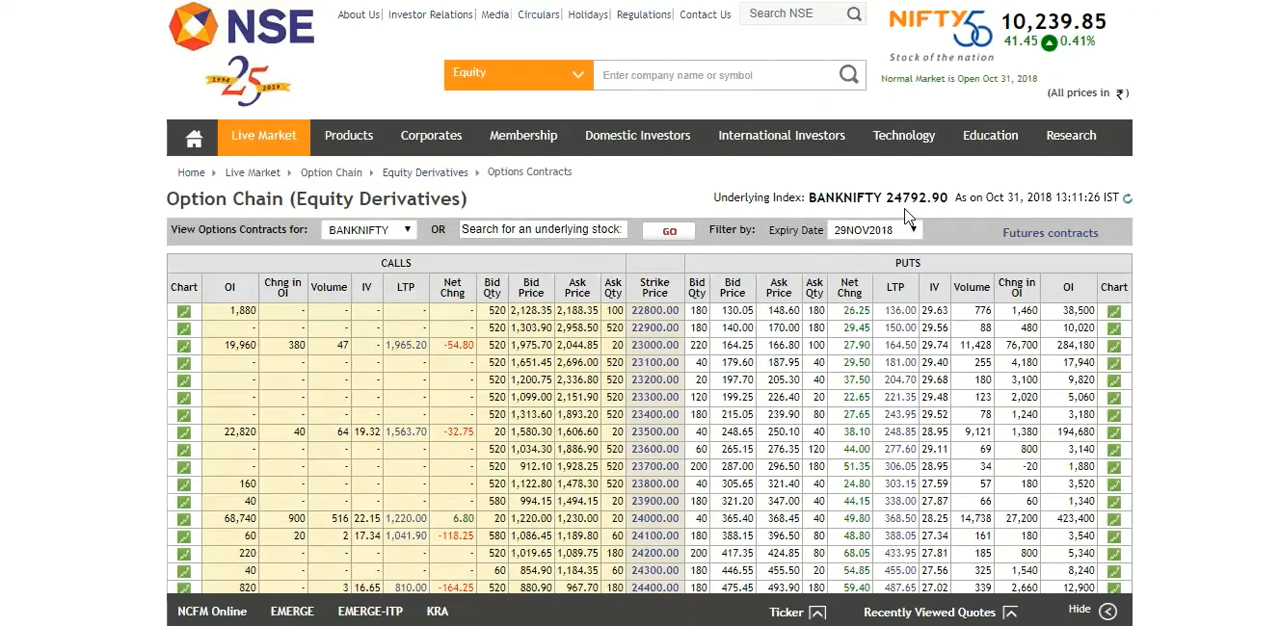 NSE
1994 25 2019
About Us| Investor Relations| Media| Circulars| Holidays| Regulations| Contact Us
Search NSE
NIFTY 50 10,239.85
41.45 0.41%
Stock of the nation
Normal Market is Open Oct 31, 2018
Equity Enter company name or symbol
(All prices in ₹)
Live Market Products Corporates Membership Domestic Investors International Investors Technology Education Research
Home Live Market Option Chain Equity Derivatives Options Contracts
Option Chain (Equity Derivatives) Underlying Index: BANKNIFTY 24792.90 As on Oct 31, 2018 13:11:26 IST
View Options Contracts for: BANKNIFTY OR Search for an underlying stock: GO Filter by: Expiry Date 29NOV2018 Futures contracts
CALLS PUTS
Chart OI Chng in OI Volume IV LTP Net Chng Bid Qty Bid Price Ask Price Ask Qty Strike Price Bid Qty Bid Price Ask Price Ask Qty Net Chng LTP IV Volume Chng in OI OI Chart
1,880 - - - - - 520 2,128.35 2,188.35 100 22800.00 180 130.05 148.60 180 26.25 136.00 29.63 776 1,460 38,500
- - - - - - 520 1,303.90 2,958.50 520 22900.00 180 140.00 170.00 180 29.45 150.00 29.56 88 480 10,020
19,960 380 47 - 1,965.20 -54.80 520 1,975.70 2,044.85 20 23000.00 220 164.25 166.80 100 27.90 164.50 29.74 11,428 76,700 284,180
- - - - - - 520 1,651.45 2,696.00 520 23100.00 40 179.60 187.95 40 29.50 181.00 29.40 255 4,180 17,940
- - - - - - 520 1,200.75 2,336.80 520 23200.00 20 197.70 205.30 40 37.50 204.70 29.68 180 3,100 9,820
- - - - - - 520 1,099.00 2,151.90 520 23300.00 120 199.25 226.40 20 22.65 221.35 29.48 123 2,020 5,060
- - - - - - 520 1,313.60 1,893.20 520 23400.00 180 215.05 239.90 80 27.65 243.95 29.52 78 1,240 3,180
22,820 40 64 19.32 1,563.70 -32.75 20 1,580.30 1,606.60 20 23500.00 40 248.65 250.10 40 38.10 248.85 28.95 9,121 1,380 194,680
- - - - - - 520 1,034.30 1,886.90 520 23600.00 60 265.15 276.35 120 44.00 277.60 29.11 69 800 3,140
- - - - - - 520 912.10 1,928.25 520 23700.00 200 287.00 296.50 180 51.35 306.05 28.95 34 -20 1,880
160 - - - - - 520 1,122.80 1,478.30 520 23800.00 40 305.65 321.40 40 24.80 303.15 27.59 57 180 3,520
40 - - - - - 580 994.15 1,494.15 20 23900.00 180 321.20 347.00 40 44.15 338.00 27.87 66 60 1,340
68,740 900 516 22.15 1,220.00 6.80 20 1,220.00 1,230.00 20 24000.00 40 365.40 368.45 40 49.80 368.50 28.25 14,738 27,200 423,400
60 20 2 17.34 1,041.90 -118.25 580 1,086.45 1,189.80 60 24100.00 180 388.15 396.50 80 48.80 388.05 27.34 161 180 3,540
220 - - - - - 520 1,019.65 1,089.75 180 24200.00 200 417.35 424.85 80 68.05 433.95 27.81 185 800 5,340
40 - - - - - 60 854.90 1,184.35 60 24300.00 180 446.55 455.50 20 54.85 455.00 27.56 325 1,540 8,240
820 - 3 16.65 810.00 -164.25 520 880.90 967.70 180 24400.00 180 475.45 493.90 180 59.40 487.65 27.02 339 2,660 12,900
NCFM Online EMERGE EMERGE-ITP KRA Ticker Recently Viewed Quotes Hide